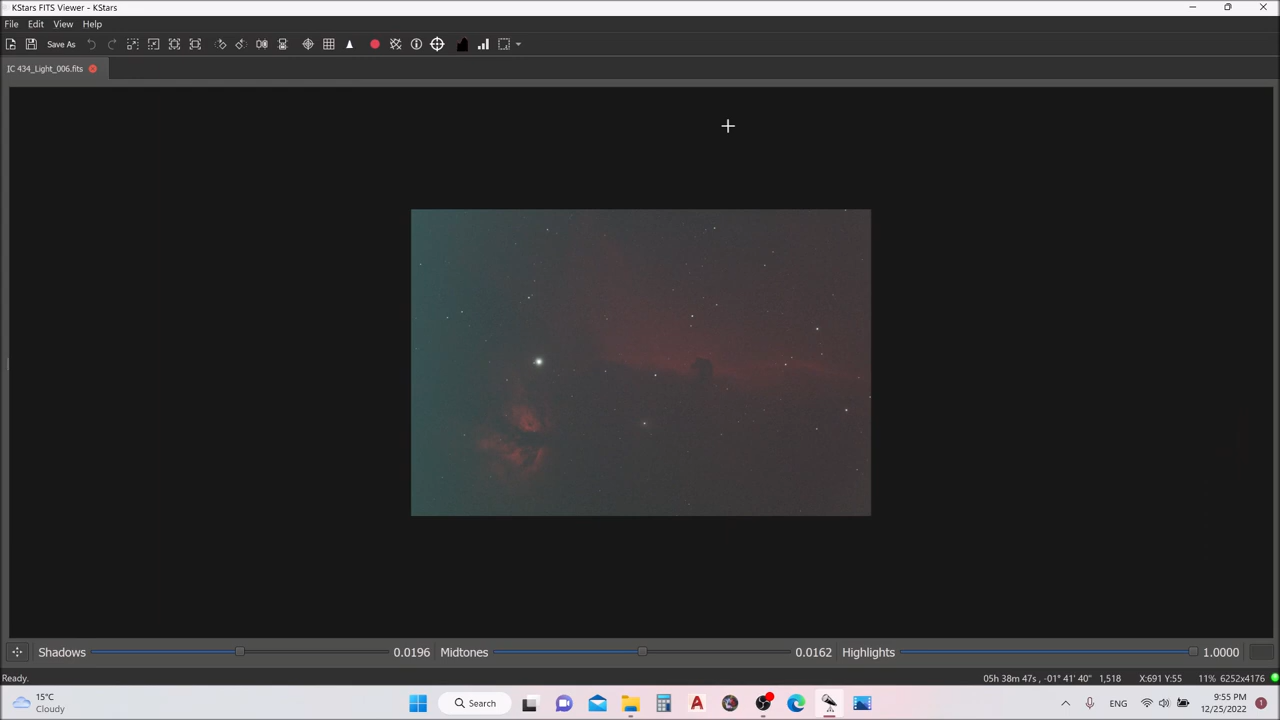 KStars FITS Viewer - KStars
File Edit View Help
Save As
IC 434_Light_006.fits
Shadows 0.0196 Midtones 0.0162 Highlights 1.0000
Ready. 05h 38m 47s , -01° 41' 40" 1,518 X:691 Y:55 11% 6252x4176
15°C
Cloudy
Search
ENG
9:55 PM
12/25/2022
1